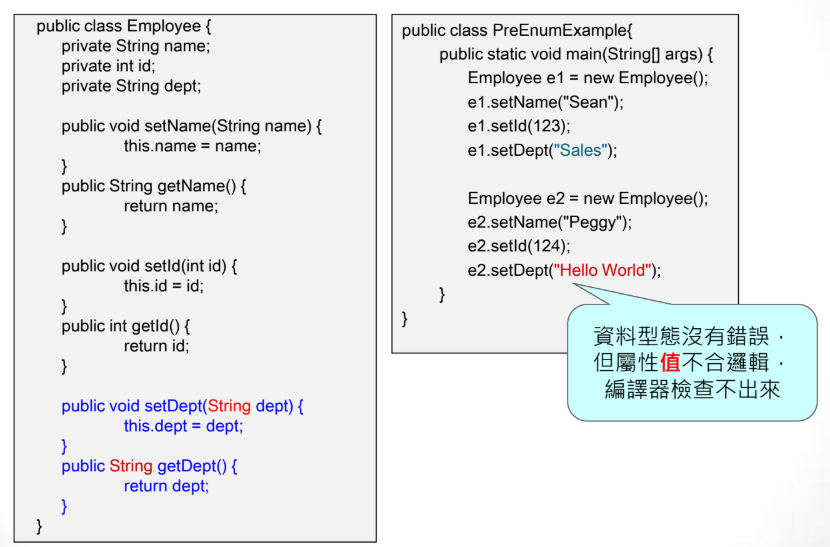 public class Employee {
private String name;
private int id;
private String dept;
public void setName(String name) {
this.name = name;
}
public String getName() {
return name;
}
public void setId(int id) {
this.id = id;
}
public int getId() {
return id;
}
public void setDept(String dept) {
this.dept = dept;
}
public String getDept() {
return dept;
}
}
public class PreEnumExample{
public static void main(String[] args) {
Employee e1 = new Employee();
e1.setName("Sean");
e1.setId(123);
e1.setDept("Sales");
Employee e2 = new Employee();
e2.setName("Peggy");
e2.setId(124);
e2.setDept("Hello World");
}
}
資料型態沒有錯誤，
但屬性值不合邏輯，
編譯器檢查不出來